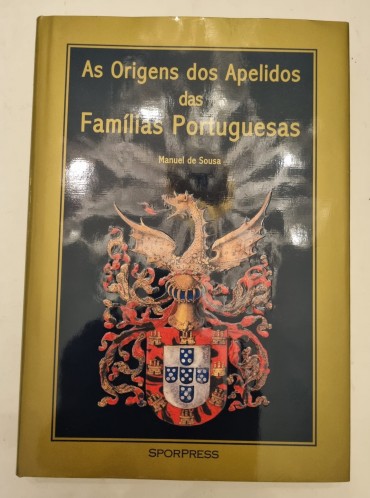 As Origens dos Apelidos
das
Famílias Portuguesas
Manuel de Sousa
SPORPRESS